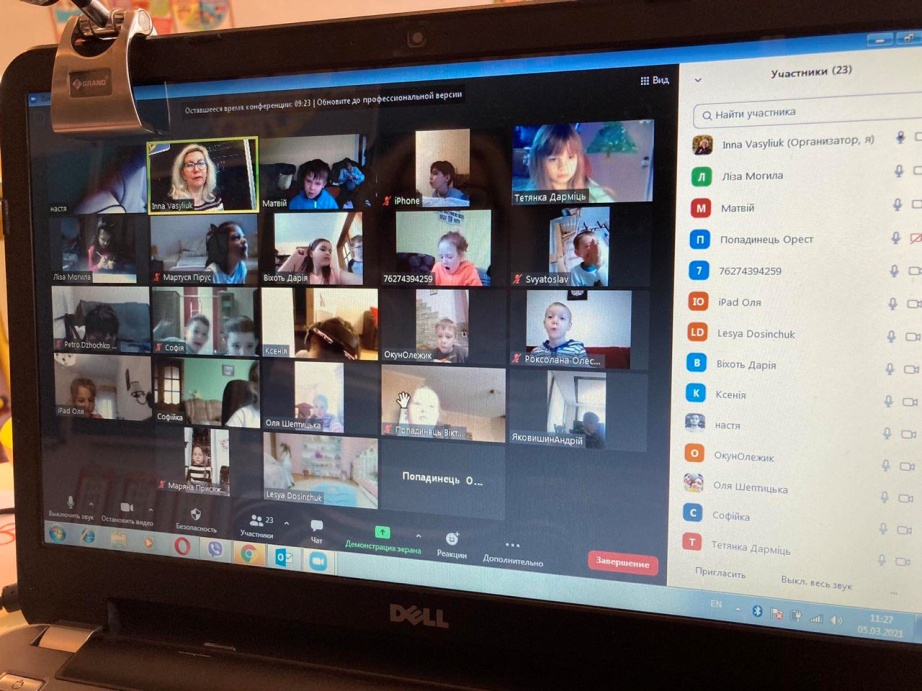 GRAND
Оставшееся время конференции: 09:23 | Обновите до профессиональной версии
Вид
настя
Inna Vasyliuk
Матвій
iPhone
Тетянка Дарміць
Ліза Могила
Мартуся Пірус
Віхоть Дарія
76274394259
Svyatoslav
Petro.Dzhochko
Софія
Ксенія
ОкунОлежик
Роксолана Олес...
iPad Оля
Софійка
Оля Шептицька
Попадинець Вікт...
ЯковишинАндрій
Маряна Присяж...
Lesya Dosinchuk
Попадинець О...
Выключить звук
Остановить видео
Безопасность
23
Участники
Чат
Демонстрация экрана
Реакции
Дополнительно
Завершение
Участники (23)
Найти участника
Inna Vasyliuk (Организатор, я)
Л Ліза Могила
М Матвій
П Попадинець Орест
7 76274394259
IO iPad Оля
LD Lesya Dosinchuk
В Віхоть Дарія
К Ксенія
настя
О ОкунОлежик
Оля Шептицька
С Софійка
Т Тетянка Дарміць
Пригласить
Выкл. весь звук
...
EN
11:27
05.03.2021
DELL